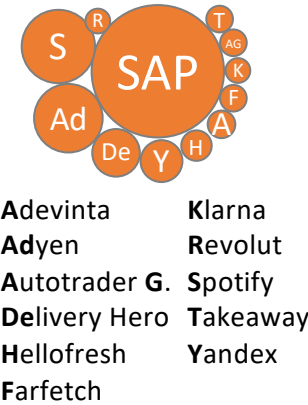 R
T
S
SAP
AG
K
F
Ad
A
De
Y
H
Adevinta Klarna
Adyen Revolut
Autotrader G. Spotify
Delivery Hero Takeaway
Hellofresh Yandex
Farfetch